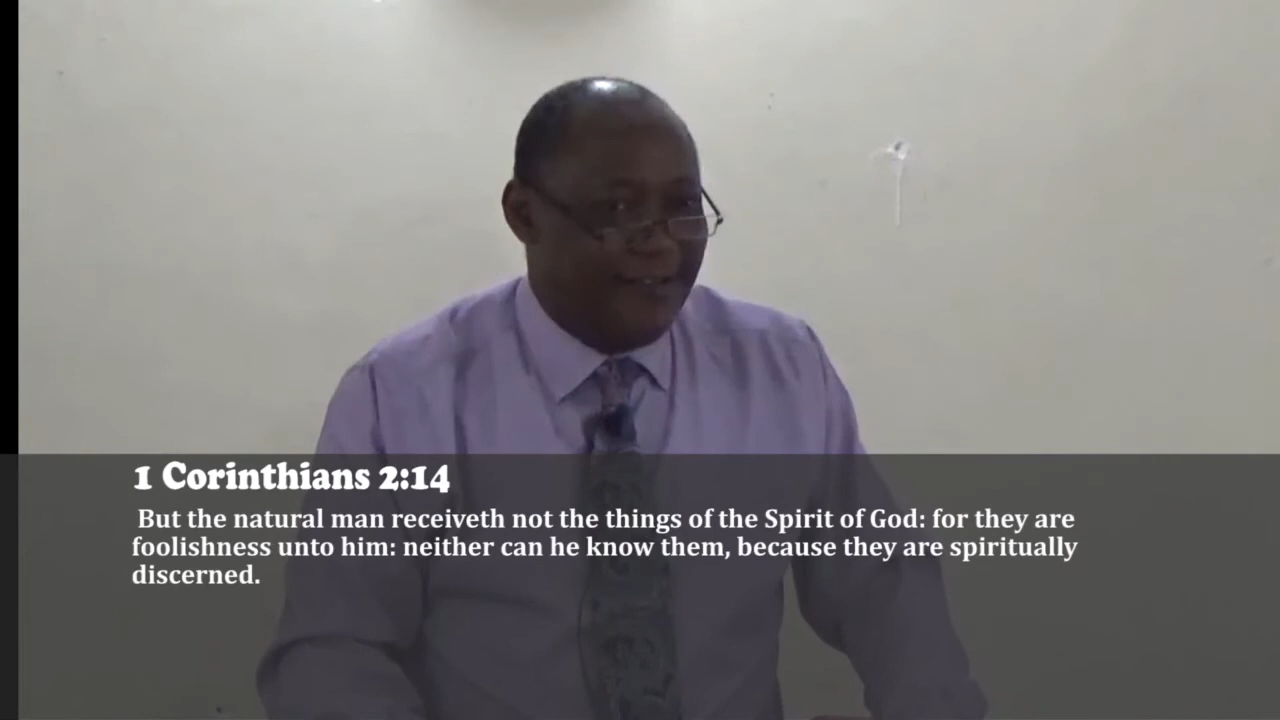 1 Corinthians 2:14
But the natural man receiveth not the things of the Spirit of God: for they are
foolishness unto him: neither can he know them, because they are spiritually
discerned.